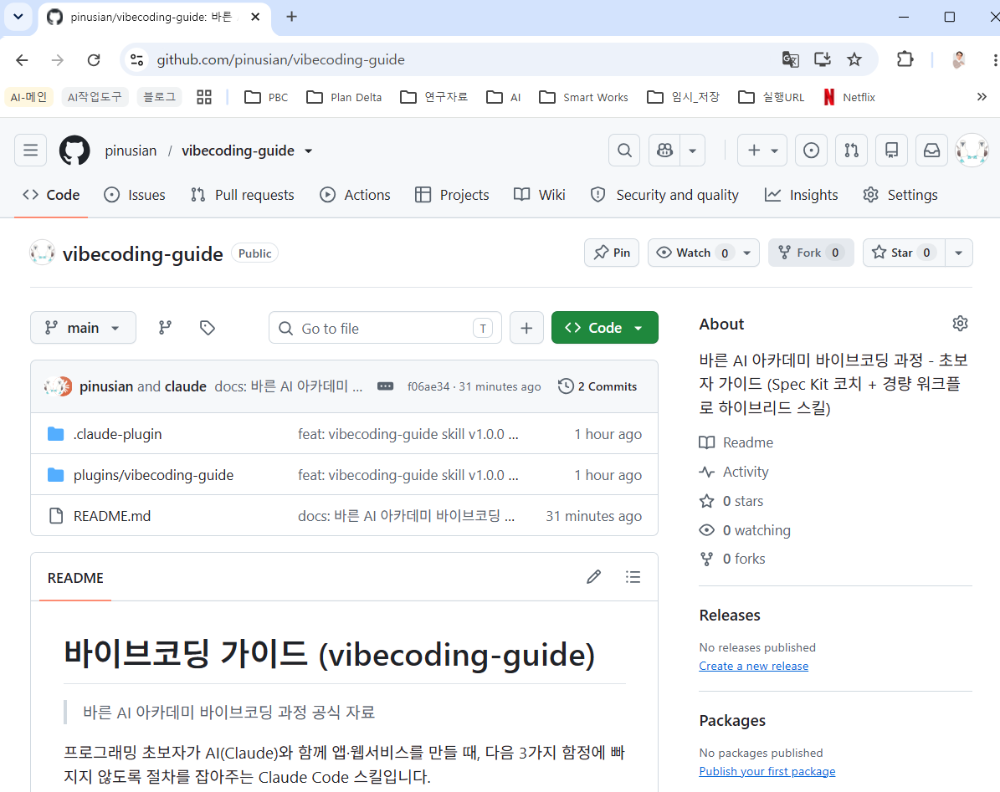 pinusian/vibecoding-guide: 바른
github.com/pinusian/vibecoding-guide
AI-메인 AI작업도구 블로그 PBC Plan Delta 연구자료 AI Smart Works 임시_저장 실행URL Netflix
pinusian / vibecoding-guide
Code Issues Pull requests Actions Projects Wiki Security and quality Insights Settings
vibecoding-guide Public Pin Watch 0 Fork 0 Star 0
main Go to file T Code
pinusian and claude docs: 바른 AI 아카데미 ... f06ae34 · 31 minutes ago 2 Commits
.claude-plugin feat: vibecoding-guide skill v1.0.0 ... 1 hour ago
plugins/vibecoding-guide feat: vibecoding-guide skill v1.0.0 ... 1 hour ago
README.md docs: 바른 AI 아카데미 바이브코딩 ... 31 minutes ago
README
바이브코딩 가이드 (vibecoding-guide)
바른 AI 아카데미 바이브코딩 과정 공식 자료
프로그래밍 초보자가 AI(Claude)와 함께 앱·웹서비스를 만들 때, 다음 3가지 함정에 빠
지지 않도록 절차를 잡아주는 Claude Code 스킬입니다.
About
바른 AI 아카데미 바이브코딩 과정 - 초보
자 가이드 (Spec Kit 코치 + 경량 워크플
로 하이브리드 스킬)
Readme
Activity
0 stars
0 watching
0 forks
Releases
No releases published
Create a new release
Packages
No packages published
Publish your first package